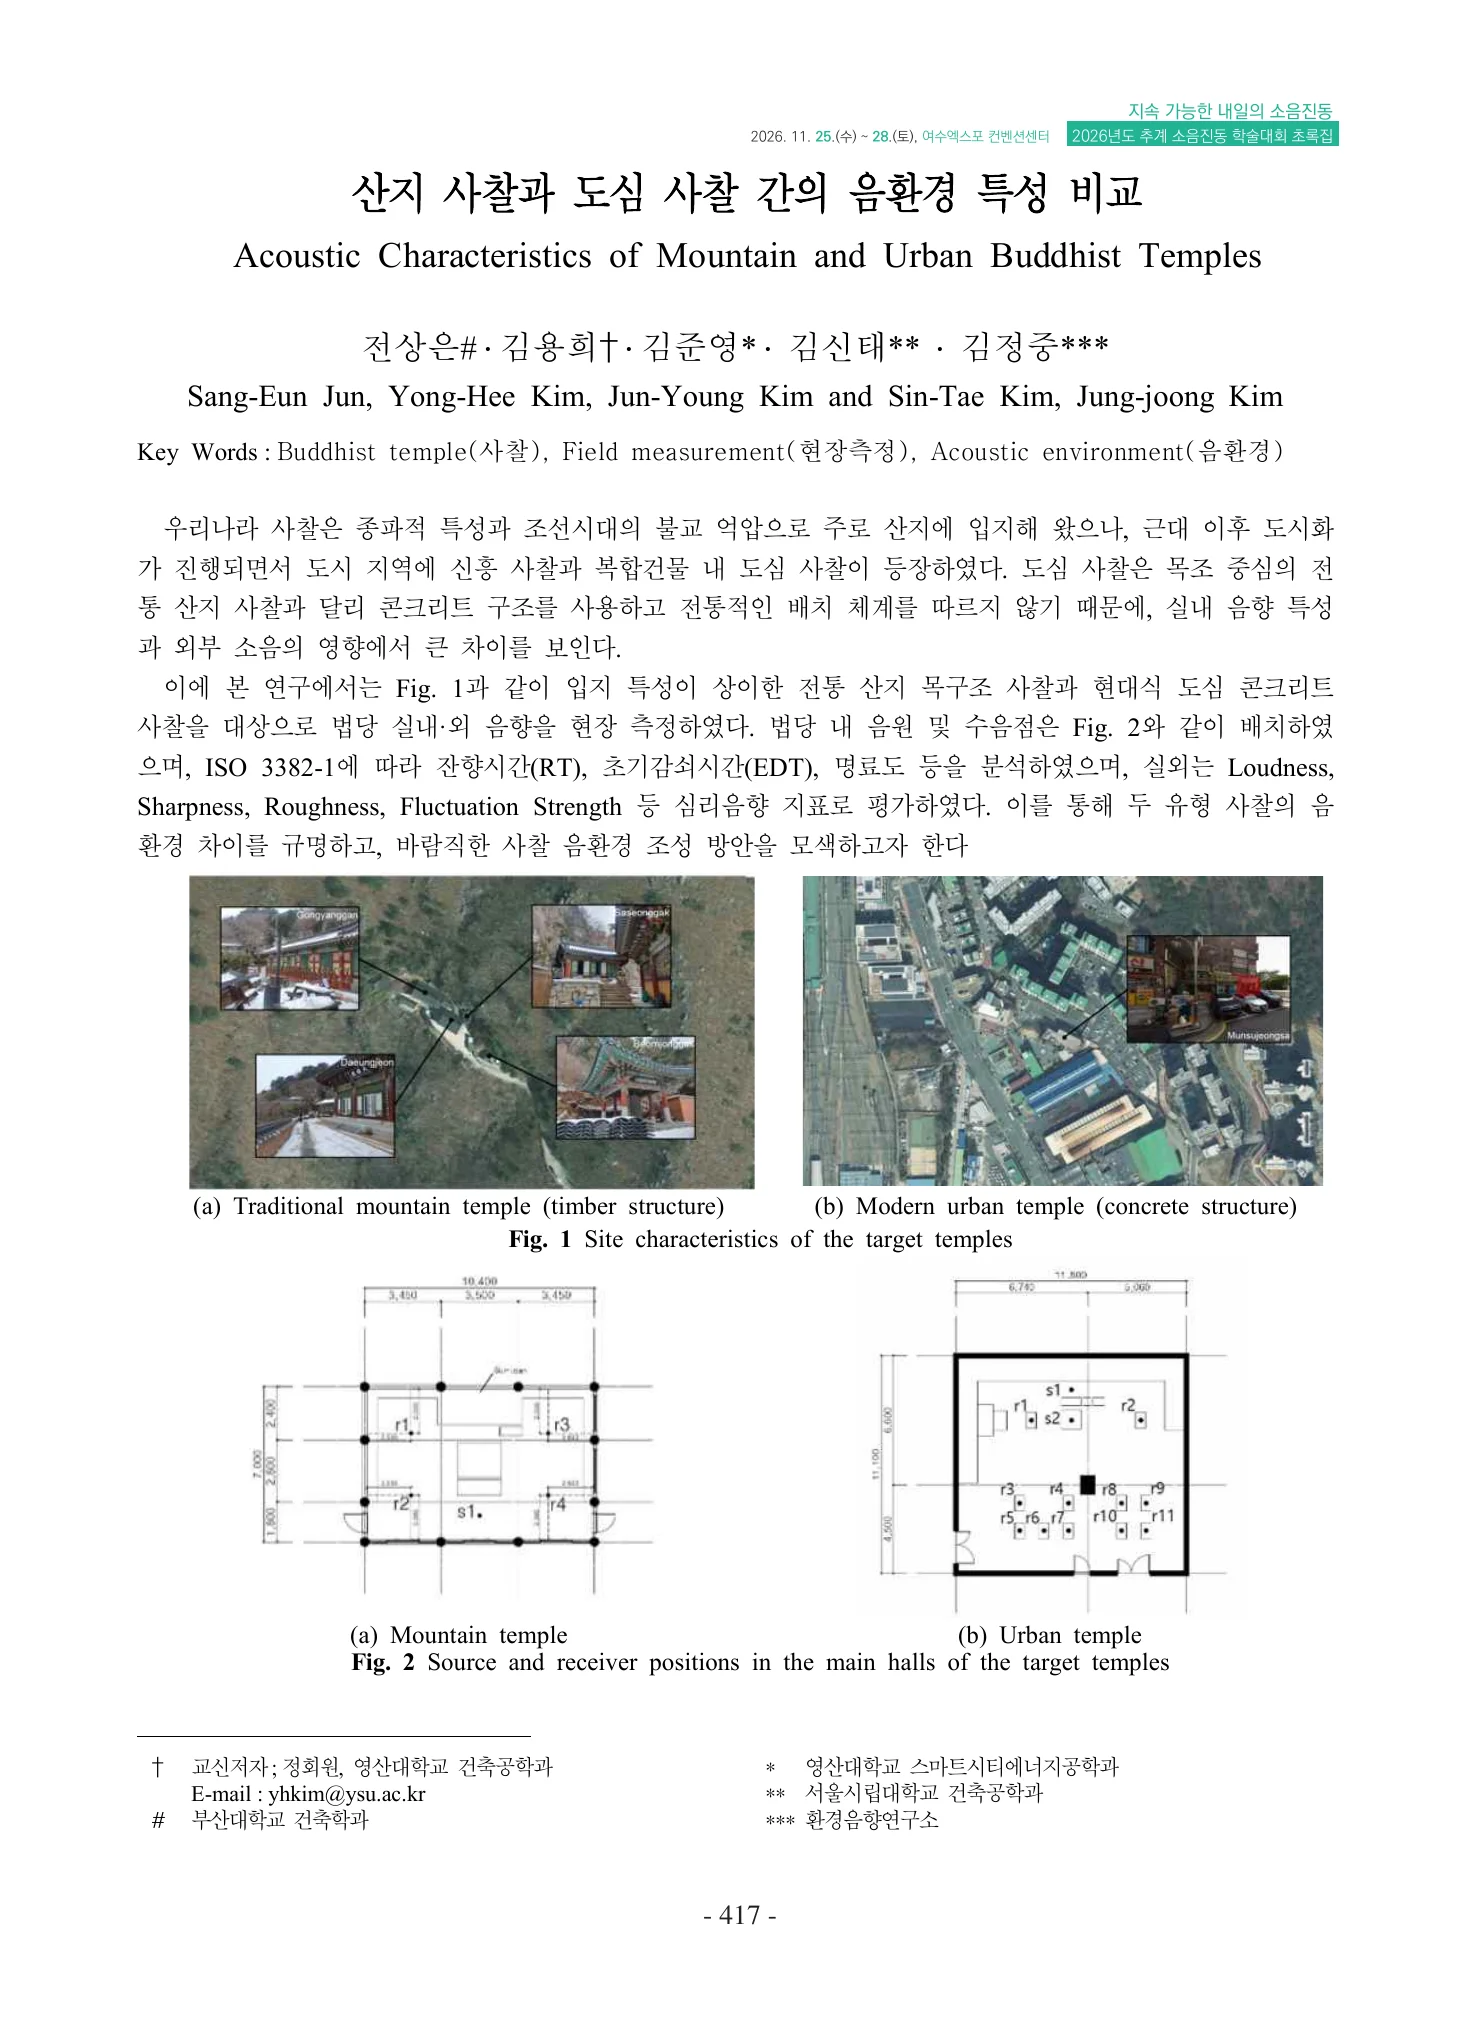 지속 가능한 내일의 소음진동
2026. 11. 25.(수) ~ 28.(토), 여수엑스포 컨벤션센터 2026년도 추계 소음진동 학술대회 초록집
산지 사찰과 도심 사찰 간의 음환경 특성 비교
Acoustic Characteristics of Mountain and Urban Buddhist Temples
전상은#·김용희†·김준영*· 김신태** · 김정중***
Sang-Eun Jun, Yong-Hee Kim, Jun-Young Kim and Sin-Tae Kim, Jung-joong Kim
Key Words : Buddhist temple(사찰), Field measurement(현장측정), Acoustic environment(음환경)
우리나라 사찰은 종파적 특성과 조선시대의 불교 억압으로 주로 산지에 입지해 왔으나, 근대 이후 도시화
가 진행되면서 도시 지역에 신흥 사찰과 복합건물 내 도심 사찰이 등장하였다. 도심 사찰은 목조 중심의 전
통 산지 사찰과 달리 콘크리트 구조를 사용하고 전통적인 배치 체계를 따르지 않기 때문에, 실내 음향 특성
과 외부 소음의 영향에서 큰 차이를 보인다.
이에 본 연구에서는 Fig. 1과 같이 입지 특성이 상이한 전통 산지 목구조 사찰과 현대식 도심 콘크리트
사찰을 대상으로 법당 실내·외 음향을 현장 측정하였다. 법당 내 음원 및 수음점은 Fig. 2와 같이 배치하였
으며, ISO 3382-1에 따라 잔향시간(RT), 초기감쇠시간(EDT), 명료도 등을 분석하였으며, 실외는 Loudness,
Sharpness, Roughness, Fluctuation Strength 등 심리음향 지표로 평가하였다. 이를 통해 두 유형 사찰의 음
환경 차이를 규명하고, 바람직한 사찰 음환경 조성 방안을 모색하고자 한다
Gongyanggan
Saseonggak
Daeungjeon
Beomjonggak
Munsujeongsa
(a) Traditional mountain temple (timber structure)
(b) Modern urban temple (concrete structure)
Fig. 1 Site characteristics of the target temples
10,400
3,450 3,500 3,450
7,000
2,400
2,800
1,800
r1
r3
r2
s1
r4
11,800
6,740 5,060
11,100
6,600
4,500
s1
r1 s2 r2
r3 r4 r8 r9
r5 r6 r7 r10 r11
(a) Mountain temple
(b) Urban temple
Fig. 2 Source and receiver positions in the main halls of the target temples
† 교신저자; 정회원, 영산대학교 건축공학과
E-mail : yhkim@ysu.ac.kr
# 부산대학교 건축학과
* 영산대학교 스마트시티에너지공학과
** 서울시립대학교 건축공학과
*** 환경음향연구소
- 417 -